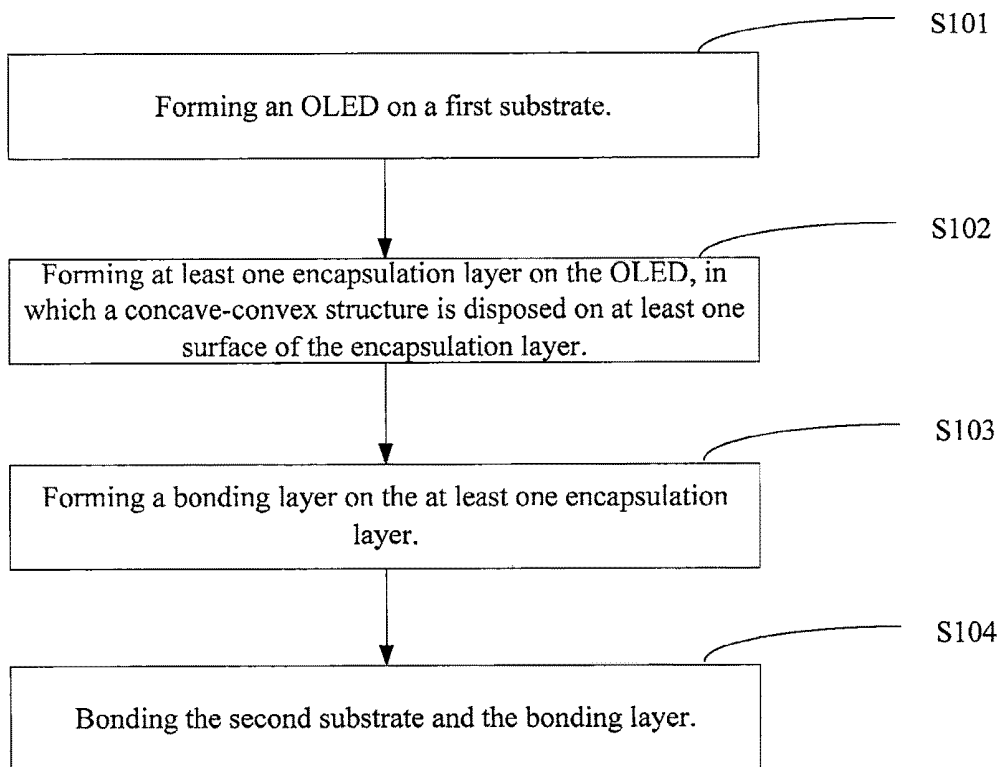 S101
Forming an OLED on a first substrate.
S102
Forming at least one encapsulation layer on the OLED, in
which a concave-convex structure is disposed on at least one
surface of the encapsulation layer.
S103
Forming a bonding layer on the at least one encapsulation
layer.
S104
Bonding the second substrate and the bonding layer.